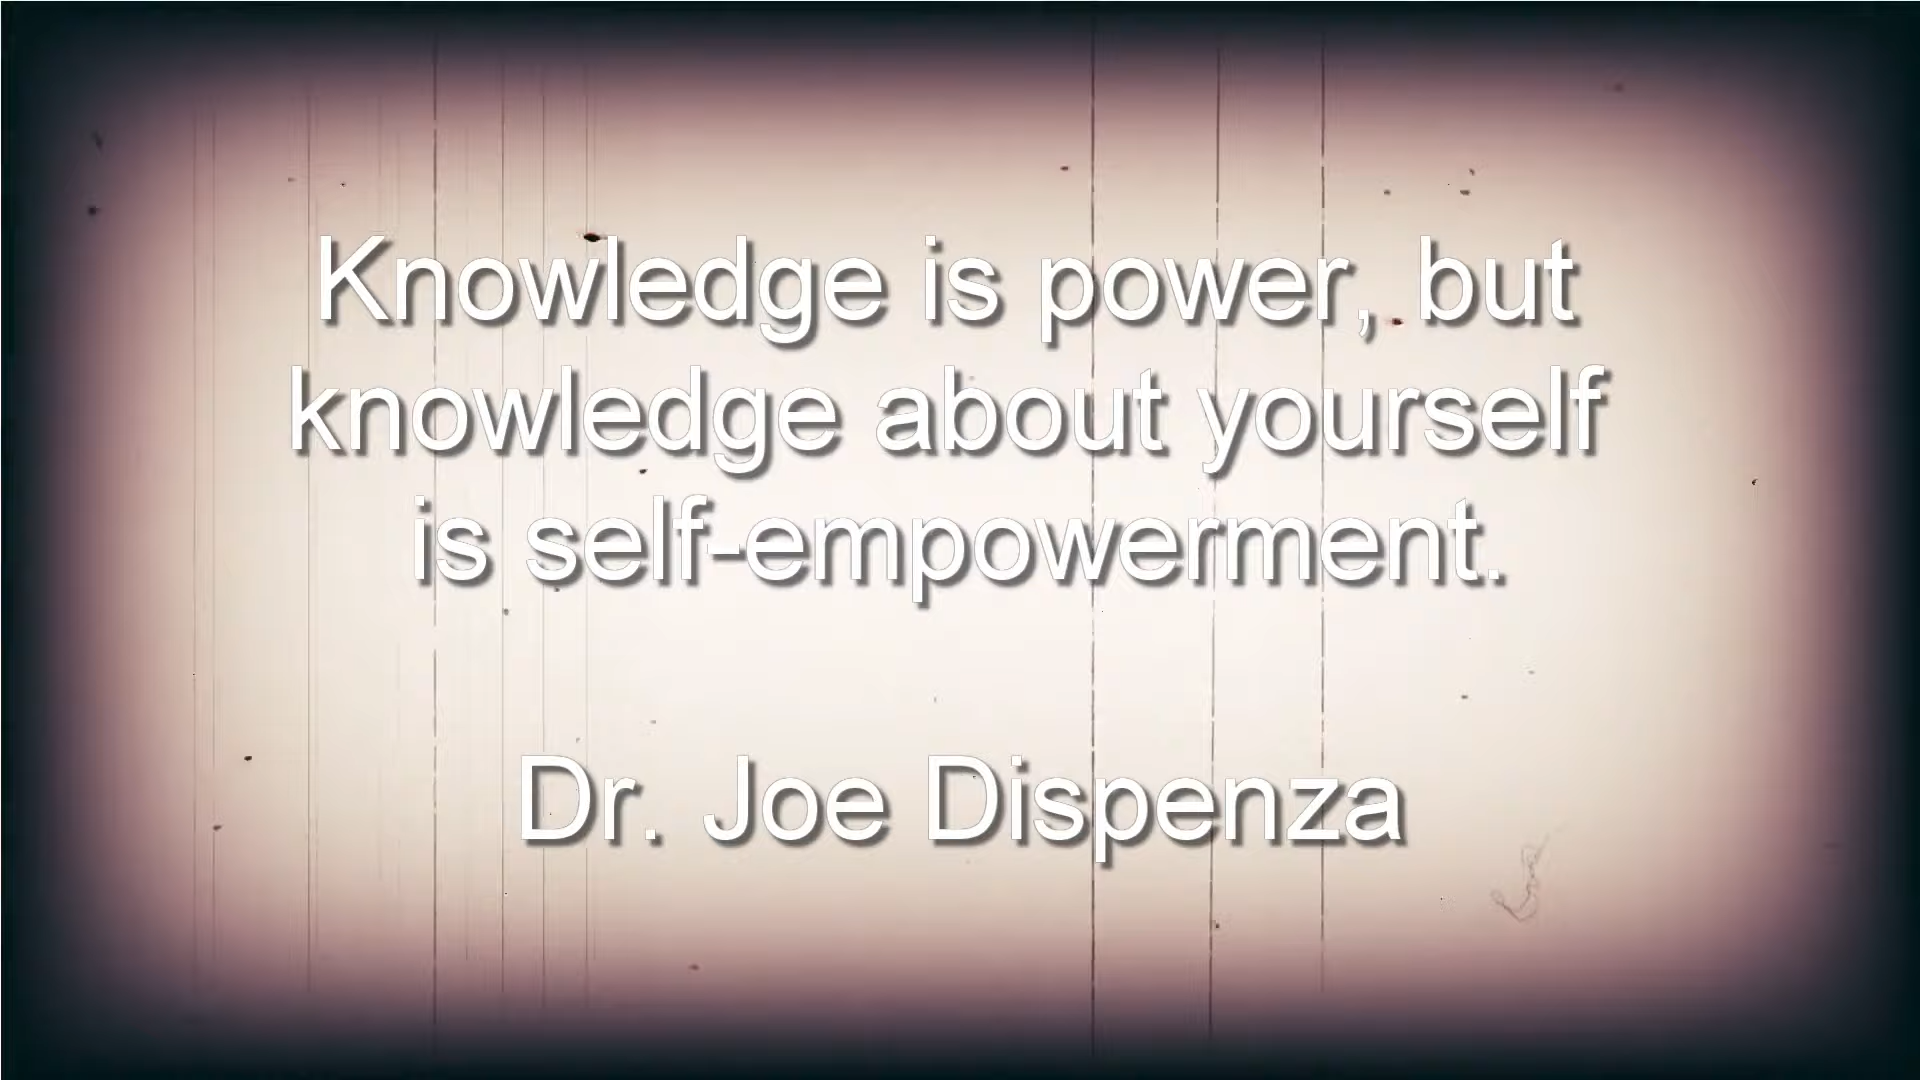 Knowledge is power, but
knowledge about yourself
is self-empowerment.
Dr. Joe Dispenza